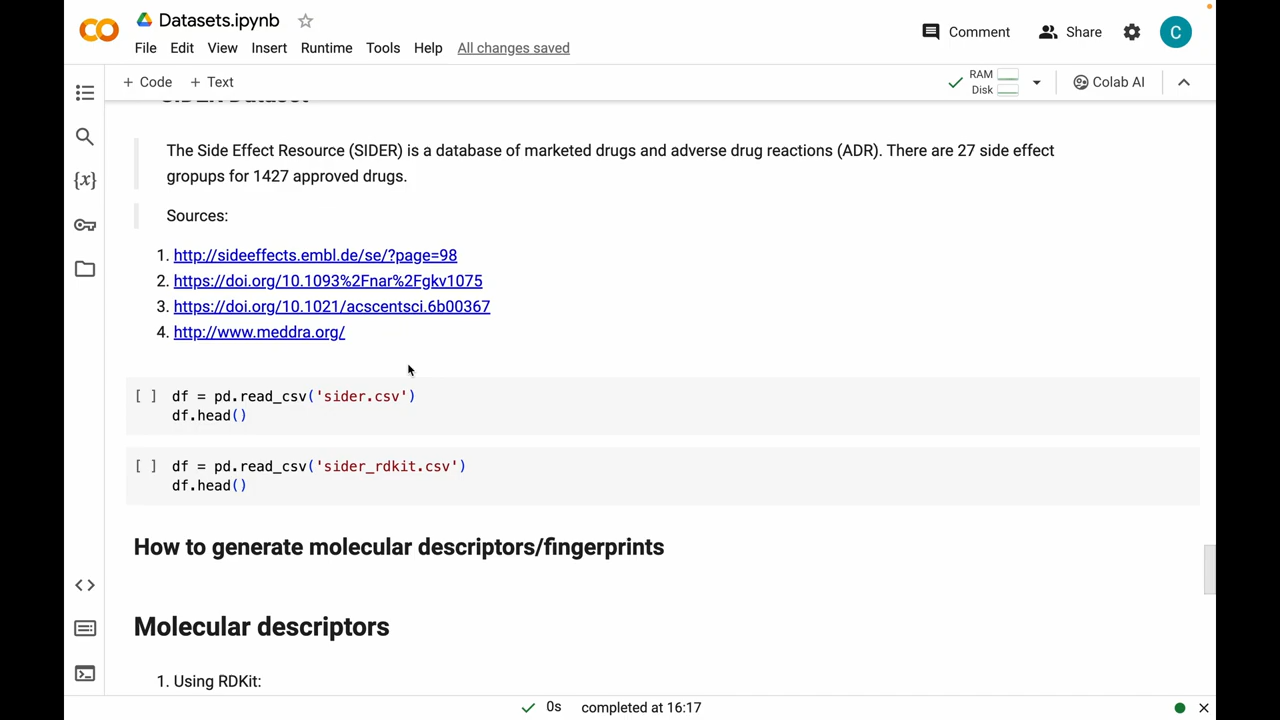 Datasets.ipynb
File Edit View Insert Runtime Tools Help All changes saved
Comment
Share
C
+ Code + Text
RAM
Disk
Colab AI
SIDER Dataset
The Side Effect Resource (SIDER) is a database of marketed drugs and adverse drug reactions (ADR). There are 27 side effect
gropups for 1427 approved drugs.
Sources:
1. http://sideeffects.embl.de/se/?page=98
2. https://doi.org/10.1093%2Fnar%2Fgkv1075
3. https://doi.org/10.1021/acscentsci.6b00367
4. http://www.meddra.org/
[ ] df = pd.read_csv('sider.csv')
df.head()
[ ] df = pd.read_csv('sider_rdkit.csv')
df.head()
How to generate molecular descriptors/fingerprints
Molecular descriptors
1. Using RDKit:
0s completed at 16:17